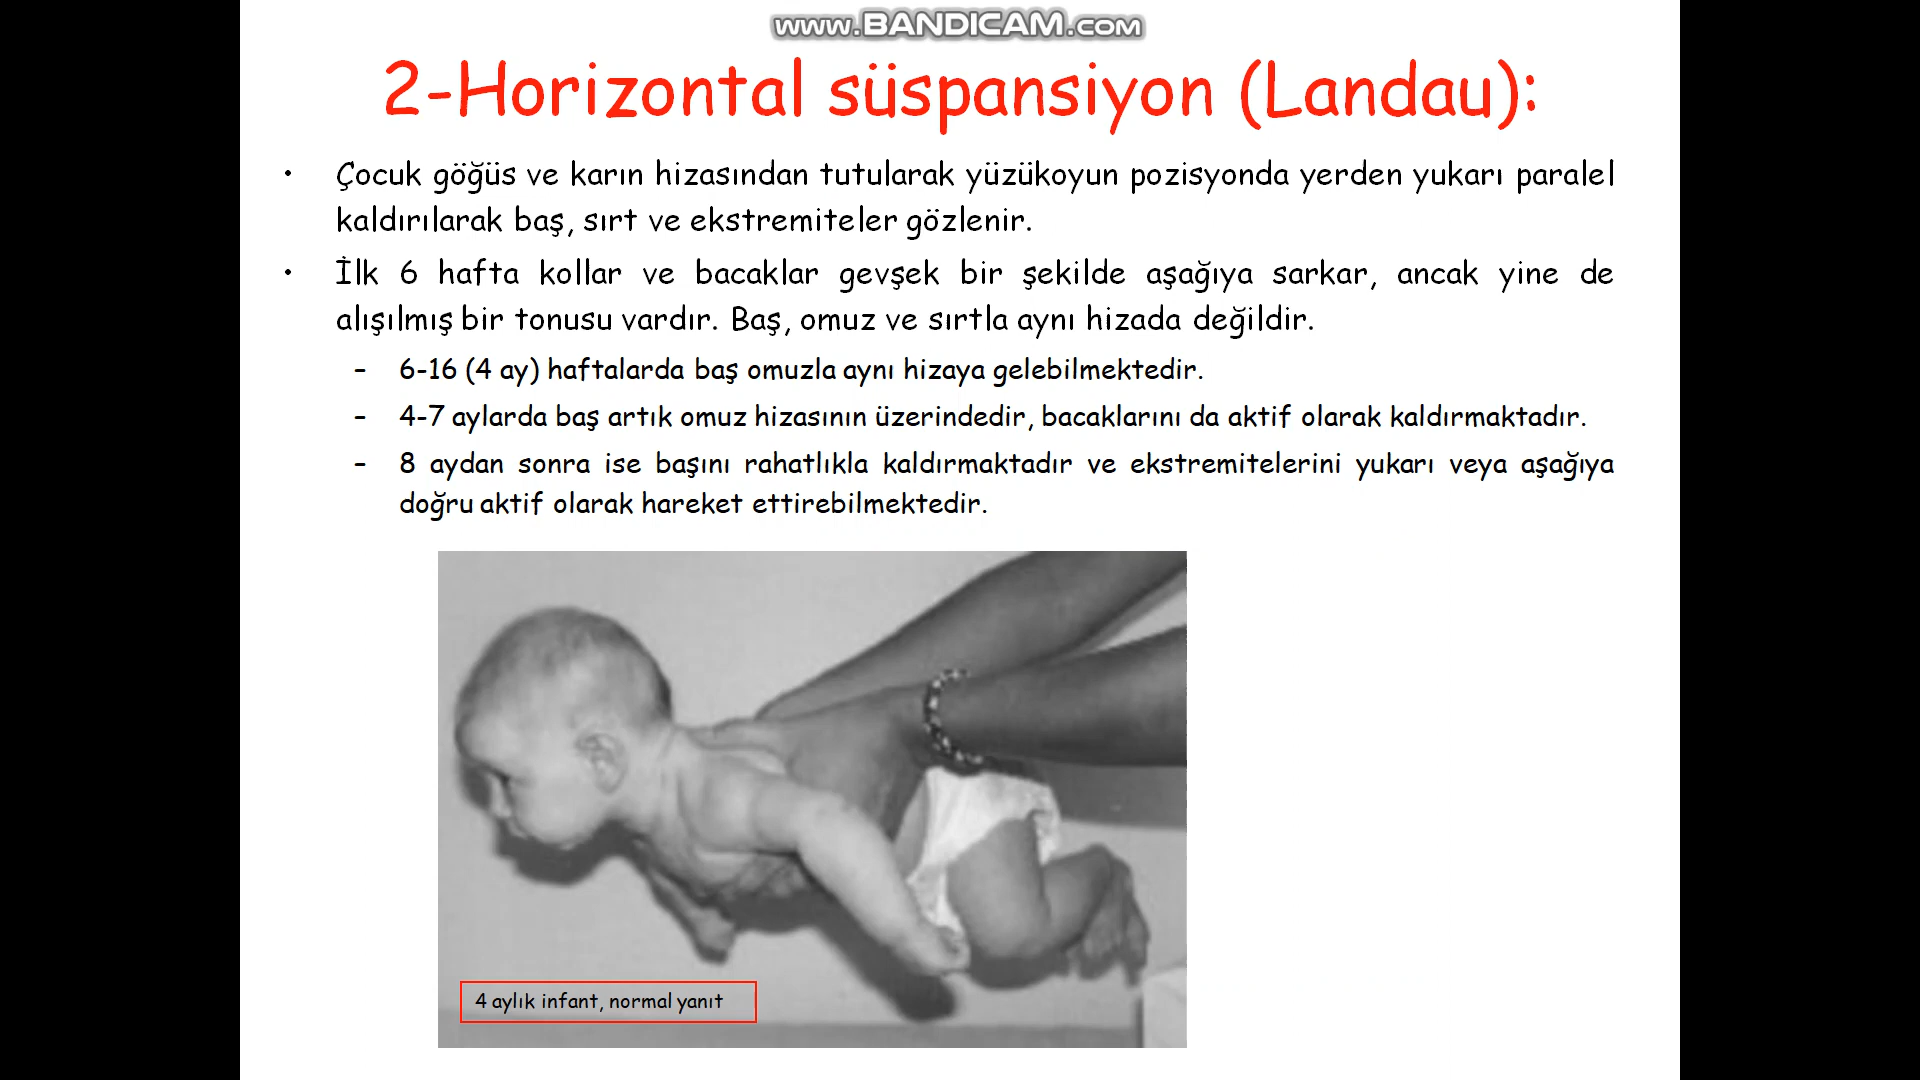 www.BANDICAM.com
2-Horizontal süspansiyon (Landau):
• Çocuk göğüs ve karın hizasından tutularak yüzükoyun pozisyonda yerden yukarı paralel
kaldırılarak baş, sırt ve ekstremiteler gözlenir.
• İlk 6 hafta kollar ve bacaklar gevşek bir şekilde aşağıya sarkar, ancak yine de
alışılmış bir tonusu vardır. Baş, omuz ve sırtla aynı hizada değildir.
– 6-16 (4 ay) haftalarda baş omuzla aynı hizaya gelebilmektedir.
– 4-7 aylarda baş artık omuz hizasının üzerindedir, bacaklarını da aktif olarak kaldırmaktadır.
– 8 aydan sonra ise başını rahatlıkla kaldırmaktadır ve ekstremitelerini yukarı veya aşağıya
doğru aktif olarak hareket ettirebilmektedir.
4 aylık infant, normal yanıt